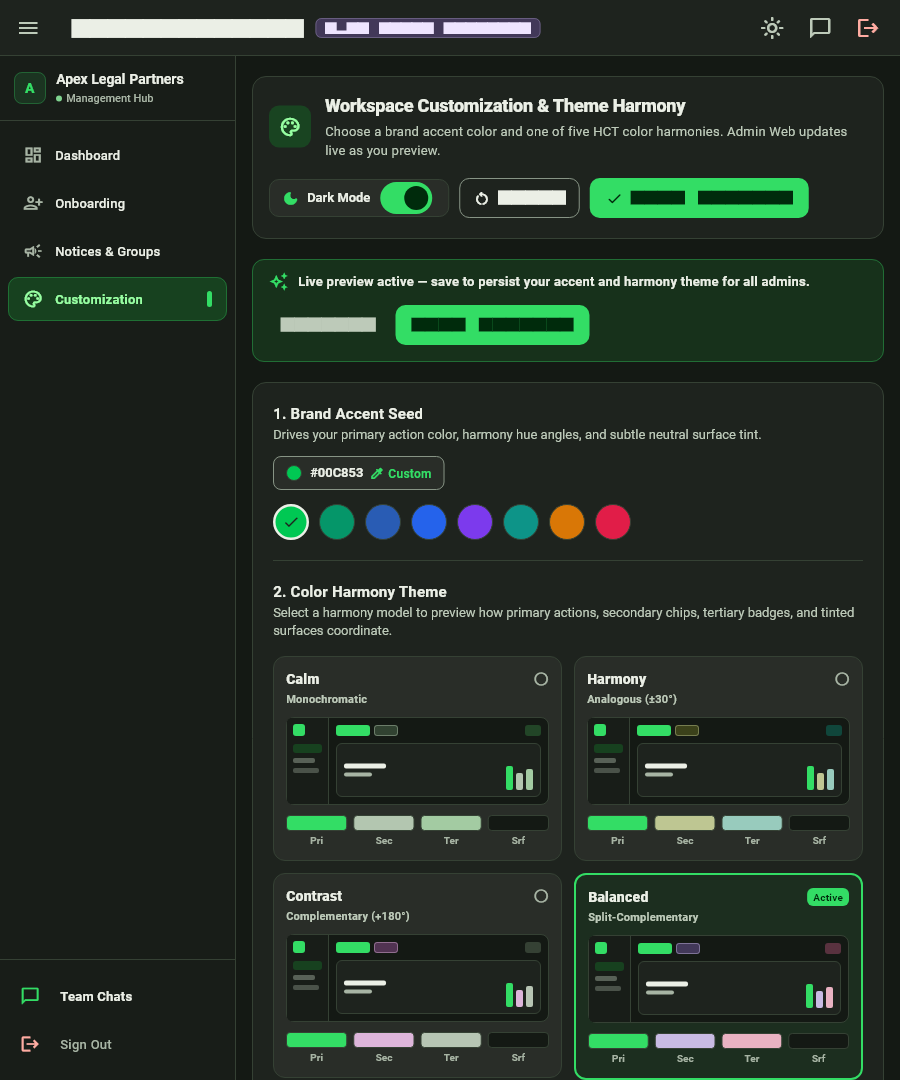 Apex Legal Partners
Management Hub
A
Dashboard
Onboarding
Notices & Groups
Customization
Team Chats
Sign Out
Workspace Customization & Theme Harmony
Choose a brand accent color and one of five HCT color harmonies. Admin Web updates
live as you preview.
Dark Mode
Live preview active — save to persist your accent and harmony theme for all admins.
1. Brand Accent Seed
Drives your primary action color, harmony hue angles, and subtle neutral surface tint.
#00C853 Custom
2. Color Harmony Theme
Select a harmony model to preview how primary actions, secondary chips, tertiary badges, and tinted
surfaces coordinate.
Calm
Monochromatic
Pri Sec Ter Srf
Harmony
Analogous (±30°)
Pri Sec Ter Srf
Contrast
Complementary (+180°)
Pri Sec Ter Srf
Balanced Active
Split-Complementary
Pri Sec Ter Srf